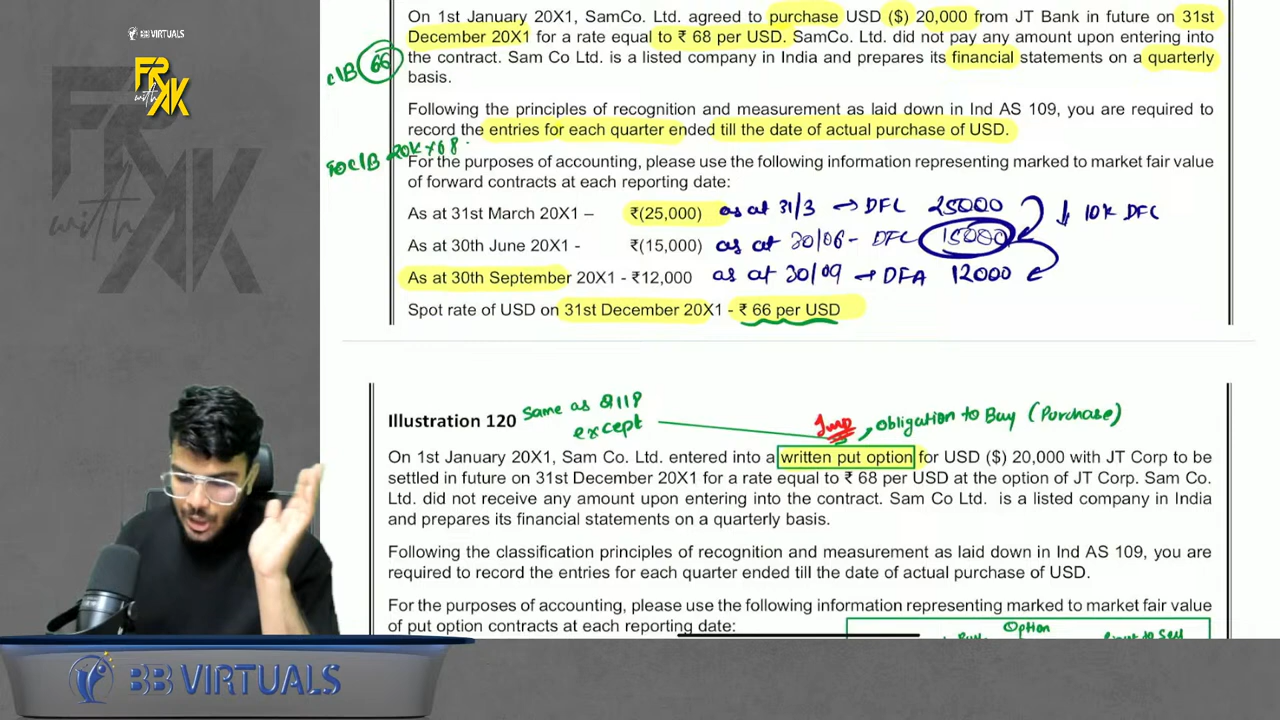 BB VIRTUALS
FR
with
AK
On 1st January 20X1, SamCo. Ltd. agreed to purchase USD ($) 20,000 from JT Bank in future on 31st
December 20X1 for a rate equal to ₹ 68 per USD. SamCo. Ltd. did not pay any amount upon entering into
the contract. Sam Co Ltd. is a listed company in India and prepares its financial statements on a quarterly
basis.
C/B 66
Following the principles of recognition and measurement as laid down in Ind AS 109, you are required to
record the entries for each quarter ended till the date of actual purchase of USD.
To C/B 20K x 68
For the purposes of accounting, please use the following information representing marked to market fair value
of forward contracts at each reporting date:
As at 31st March 20X1 – ₹(25,000) as at 31/3 → DFL 25000 ↓ 10K DFL
As at 30th June 20X1 - ₹(15,000) as at 30/06 - DFL 15000
As at 30th September 20X1 - ₹12,000 as at 30/09 → DFA 12000
Spot rate of USD on 31st December 20X1 - ₹ 66 per USD
Illustration 120 Same as Q119 except
Imp obligation to Buy (Purchase)
On 1st January 20X1, Sam Co. Ltd. entered into a written put option for USD ($) 20,000 with JT Corp to be
settled in future on 31st December 20X1 for a rate equal to ₹ 68 per USD at the option of JT Corp. Sam Co.
Ltd. did not receive any amount upon entering into the contract. Sam Co Ltd. is a listed company in India
and prepares its financial statements on a quarterly basis.
Following the classification principles of recognition and measurement as laid down in Ind AS 109, you are
required to record the entries for each quarter ended till the date of actual purchase of USD.
For the purposes of accounting, please use the following information representing marked to market fair value
of put option contracts at each reporting date:
Option
Right to Sell
BB VIRTUALS